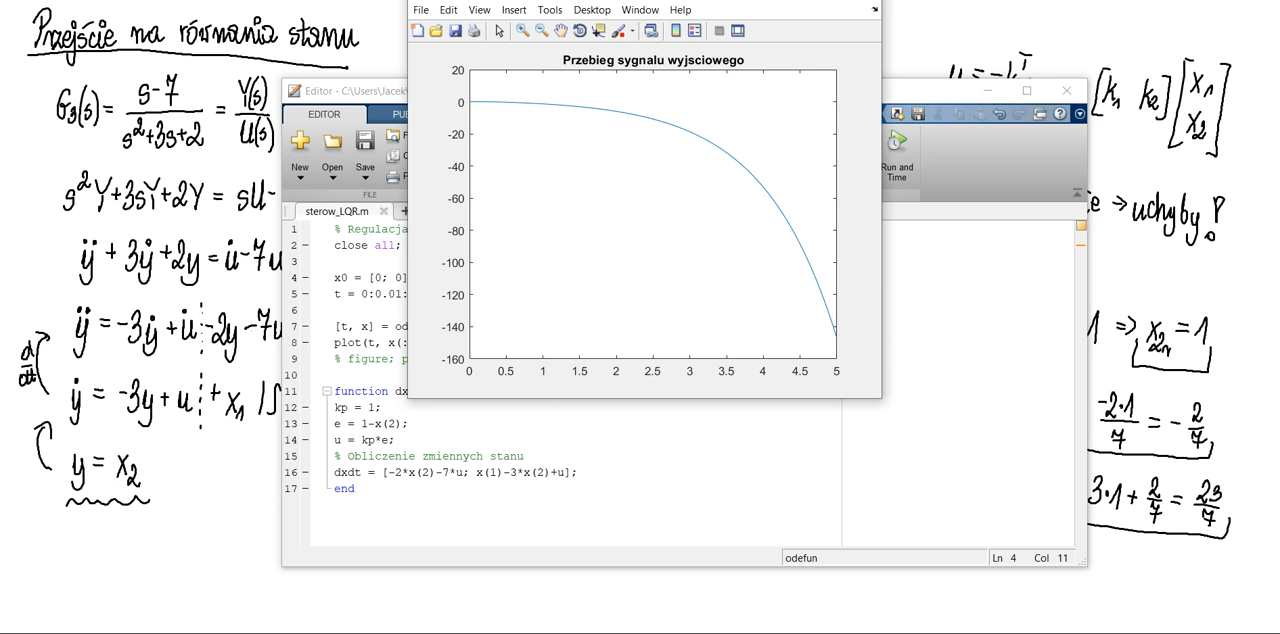 Przejście na równania stanu
G₃(s) = s-7 / s²+3s+2 = Y(s) / U(s)
s²Y+3sY+2Y = sU-
ÿ + 3ẏ + 2y = u̇ - 7u
ÿ = -3ẏ + u̇ - 2y - 7u
d/dt
ẏ = -3y + u + x₁ /∫
y = x₂
File Edit View Insert Tools Desktop Window Help
Przebieg sygnalu wyjsciowego
20
0
-20
-40
-60
-80
-100
-120
-140
-160
0 0.5 1 1.5 2 2.5 3 3.5 4 4.5 5
Editor - C:\Users\Jacek\
EDITOR PUB
New Open Save
FILE
Run and
Time
sterow_LQR.m
1 % Regulacja
2 close all;
3
4 x0 = [0; 0]
5 t = 0:0.01:
6
7 [t, x] = od
8 plot(t, x(:
9 % figure; p
10
11 function dx
12 kp = 1;
13 e = 1-x(2);
14 u = kp*e;
15 % Obliczenie zmiennych stanu
16 dxdt = [-2*x(2)-7*u; x(1)-3*x(2)+u];
17 end
odefun Ln 4 Col 11
[k₁ k₂] [x₁ x₂]
e → uchyby?
1 => x₂ₙ = 1
-2·1 / 7 = - 2/7
3·1 + 2/7 = 23/7